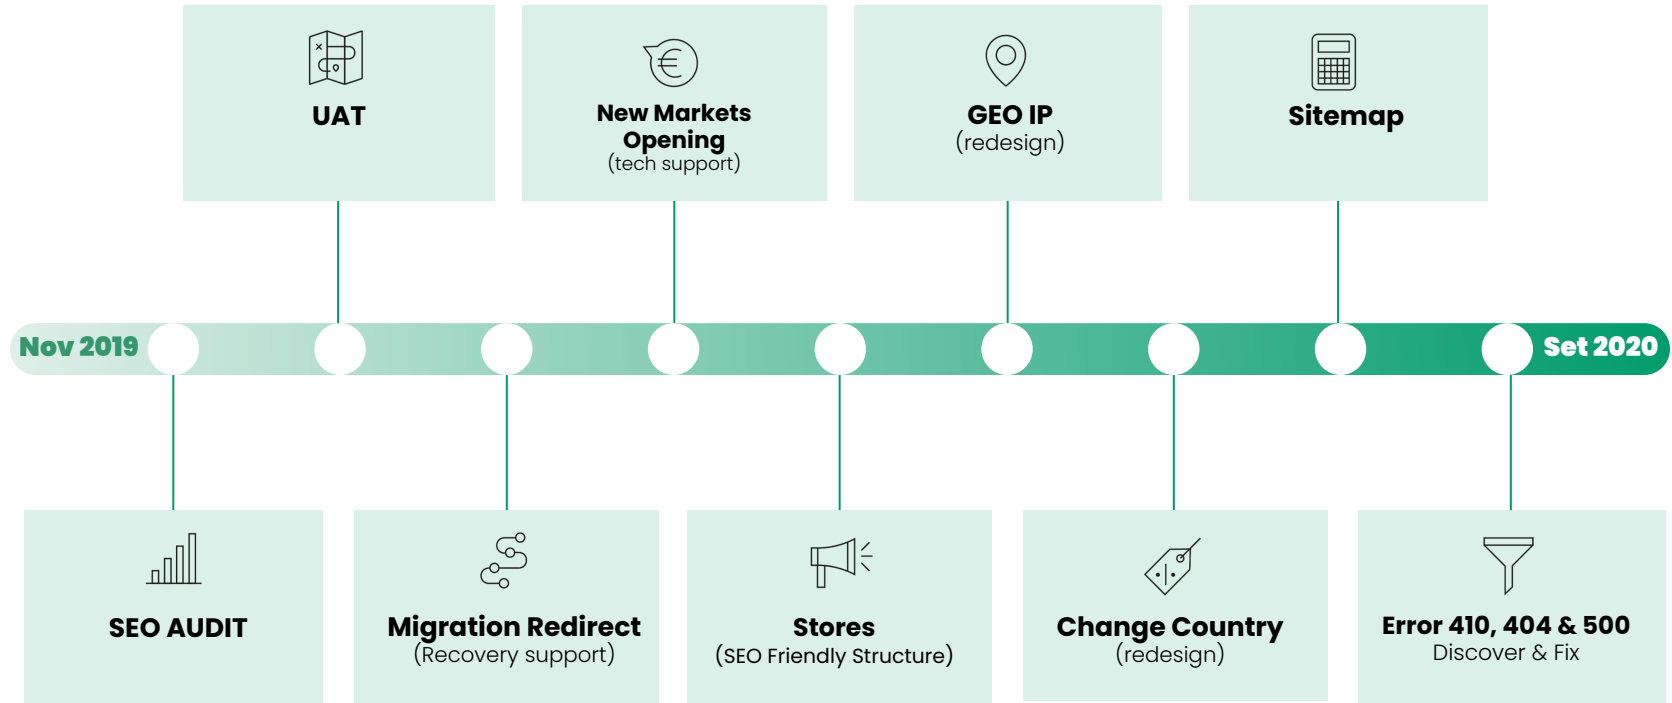 UAT
New Markets
Opening
(tech support)
GEO IP
(redesign)
Sitemap
Nov 2019
Set 2020
SEO AUDIT
Migration Redirect
(Recovery support)
Stores
(SEO Friendly Structure)
Change Country
(redesign)
Error 410, 404 & 500
Discover & Fix